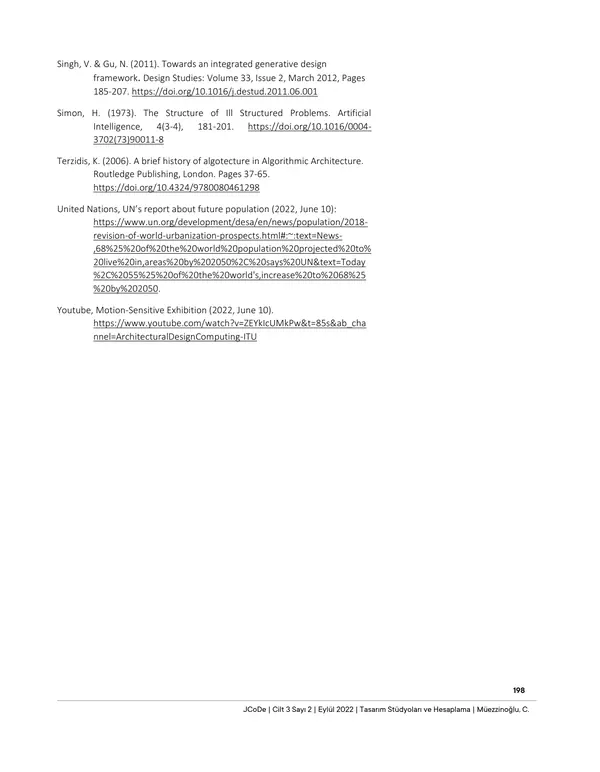 Singh, V. & Gu, N. (2011). Towards an integrated generative design
framework. Design Studies: Volume 33, Issue 2, March 2012, Pages
185-207. https://doi.org/10.1016/j.destud.2011.06.001
Simon, H. (1973). The Structure of Ill Structured Problems. Artificial
Intelligence, 4(3-4), 181-201. https://doi.org/10.1016/0004-
3702(73)90011-8
Terzidis, K. (2006). A brief history of algotecture in Algorithmic Architecture.
Routledge Publishing, London. Pages 37-65.
https://doi.org/10.4324/9780080461298
United Nations, UN's report about future population (2022, June 10):
https://www.un.org/development/desa/en/news/population/2018-
revision-of-world-urbanization-prospects.html#:~:text=News-
,68%25%20of%20the%20world%20population%20projected%20to%
20live%20in,areas%20by%202050%2C%20says%20UN&text=Today
%2C%2055%25%20of%20the%20world's,increase%20to%2068%25
%20by%202050.
Youtube, Motion-Sensitive Exhibition (2022, June 10).
https://www.youtube.com/watch?v=ZEYkIcUMkPw&t=85s&ab_cha
nnel=ArchitecturalDesignComputing-ITU
198
JCoDe | Cilt 3 Sayı 2 | Eylül 2022 | Tasarım Stüdyoları ve Hesaplama | Müezzinoğlu, C.